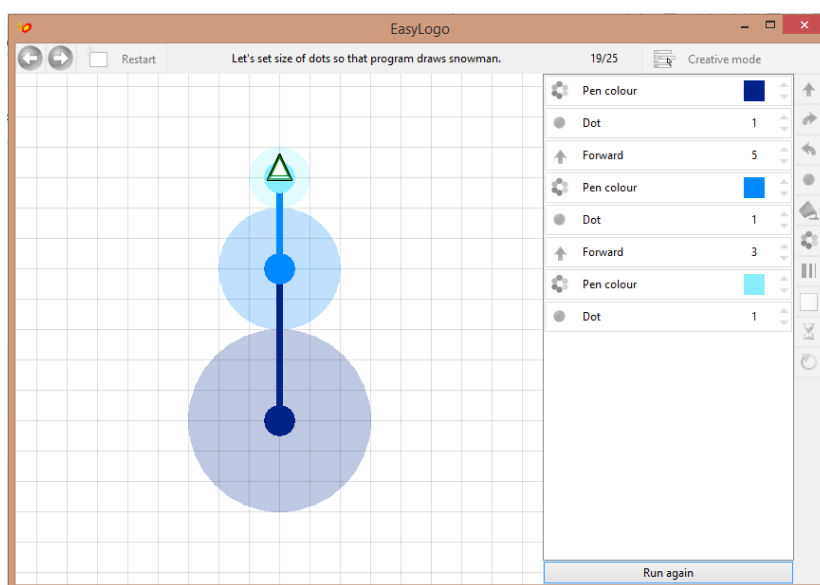 EasyLogo
Restart
Let's set size of dots so that program draws snowman.
19/25
Creative mode
Pen colour
Dot 1
Forward 5
Pen colour
Dot 1
Forward 3
Pen colour
Dot 1
Run again